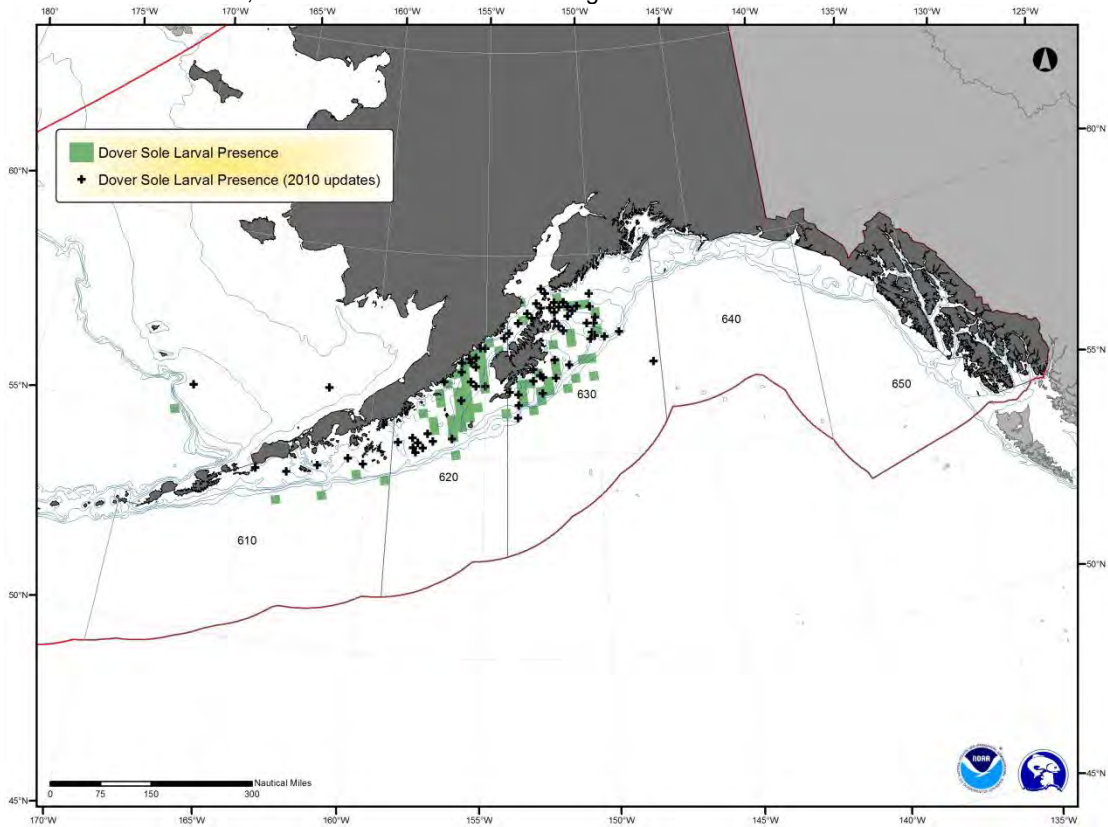 180° 175°W 170°W 165°W 160°W 155°W 150°W 145°W 140°W 135°W 130°W 125°W
Dover Sole Larval Presence
Dover Sole Larval Presence (2010 updates)
60°N 60°N
55°N 55°N
50°N 50°N
45°N 45°N
640
650
630
620
610
Nautical Miles
0 75 150 300
NOAA
170°W 165°W 160°W 155°W 150°W 145°W 140°W 135°W